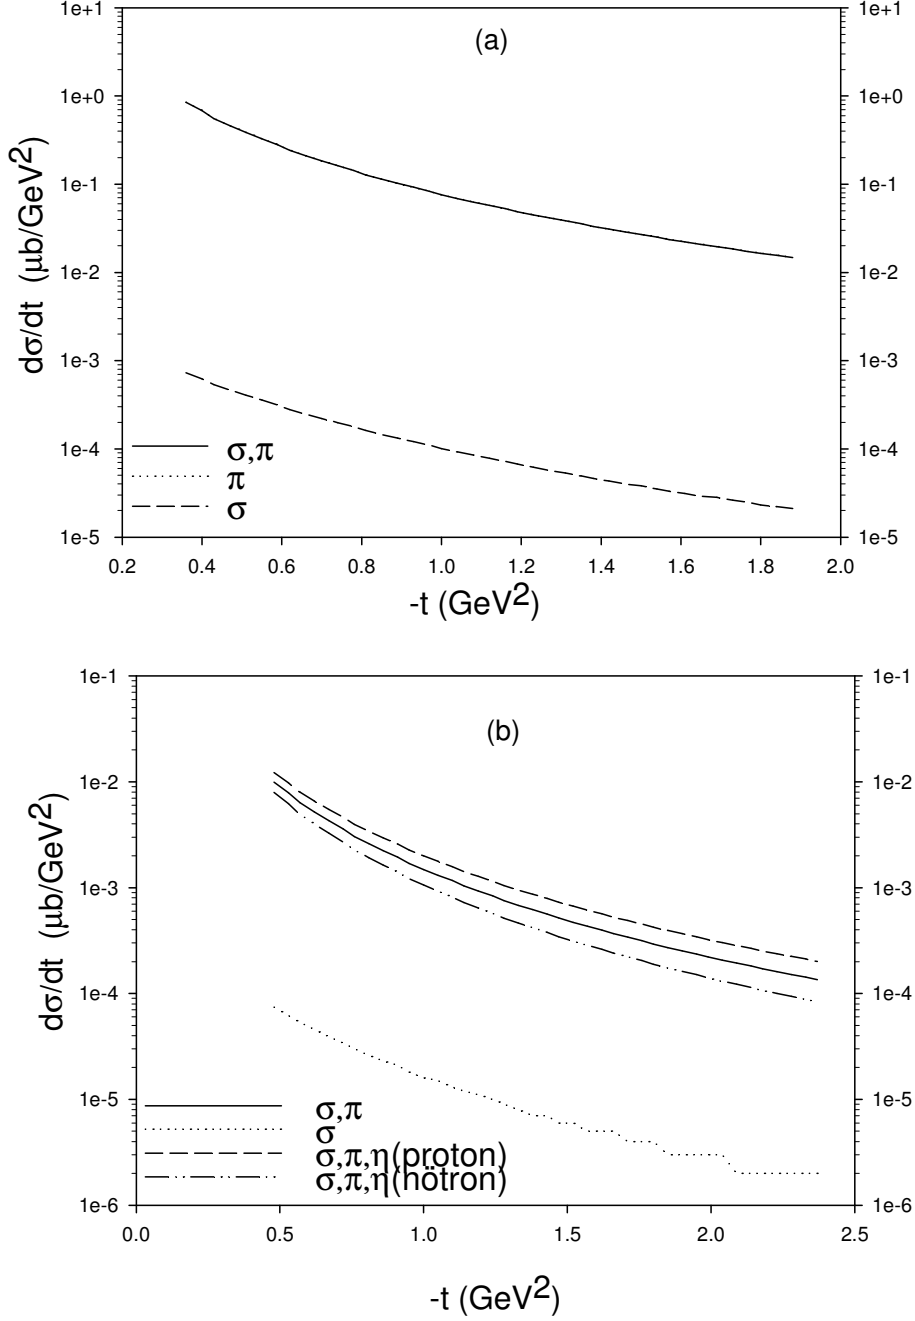 (a)
1e+1 1e+1
1e+0 1e+0
1e-1 1e-1
1e-2 1e-2
1e-3 1e-3
1e-4 1e-4
1e-5 1e-5
dσ/dt (μb/GeV²)
σ,π
π
σ
0.2 0.4 0.6 0.8 1.0 1.2 1.4 1.6 1.8 2.0
-t (GeV²)
(b)
1e-1 1e-1
1e-2 1e-2
1e-3 1e-3
1e-4 1e-4
1e-5 1e-5
1e-6 1e-6
dσ/dt (μb/GeV²)
σ,π
σ
σ,π,η(proton)
σ,π,η(nötron)
0.0 0.5 1.0 1.5 2.0 2.5
-t (GeV²)